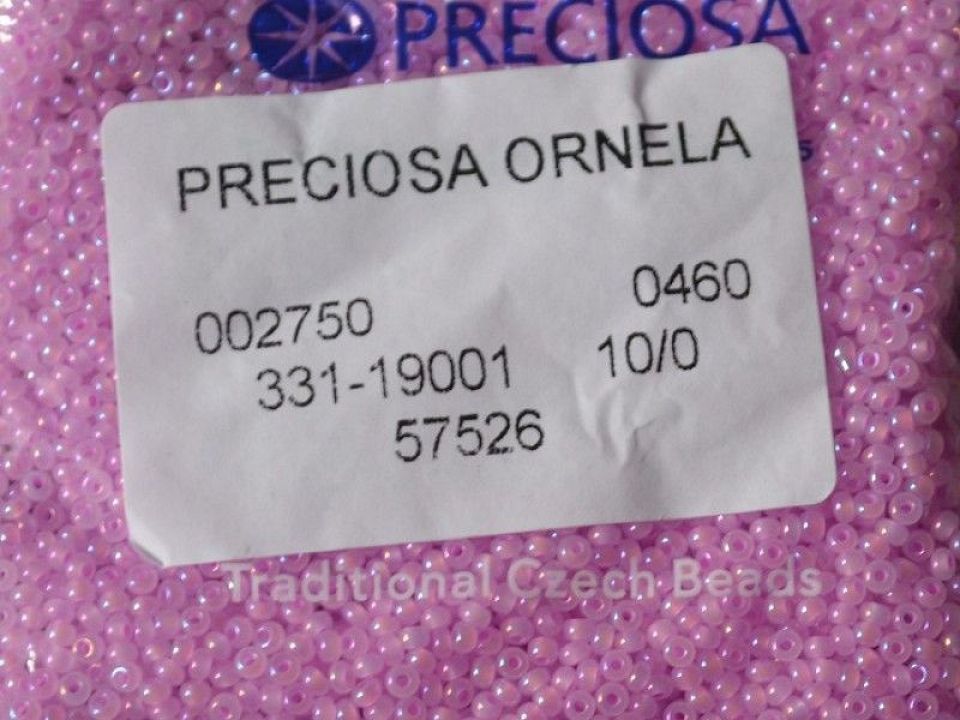 PRECIOSA
PRECIOSA ORNELA
002750 0460
331-19001 10/0
57526
Traditional Czech Beads